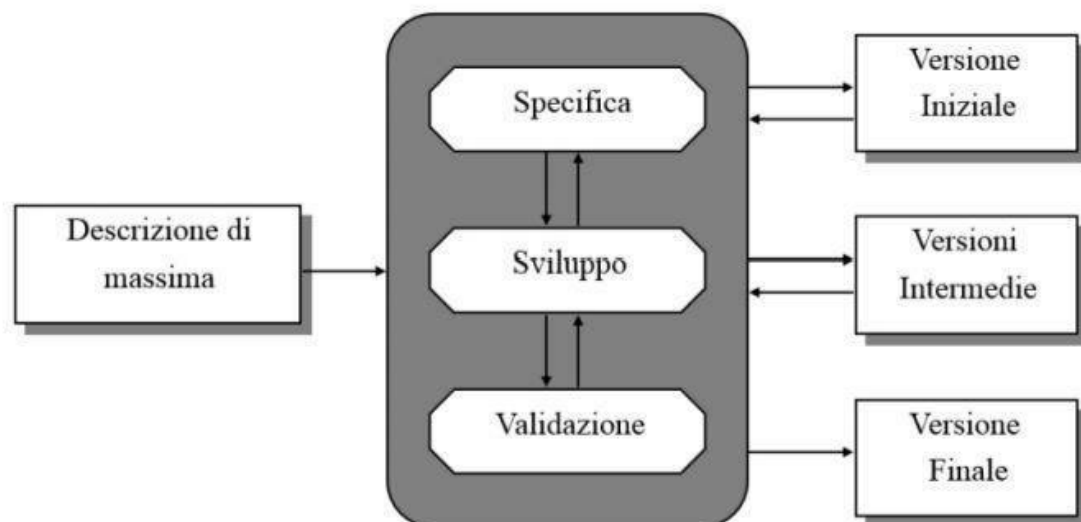 Descrizione di
massima
Specifica
Sviluppo
Validazione
Versione
Iniziale
Versioni
Intermedie
Versione
Finale